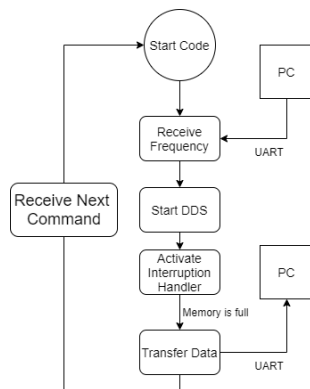 Start Code
PC
Receive
Frequency
UART
Receive Next
Command
Start DDS
Activate
Interruption
Handler
PC
Memory is full
Transfer Data
UART